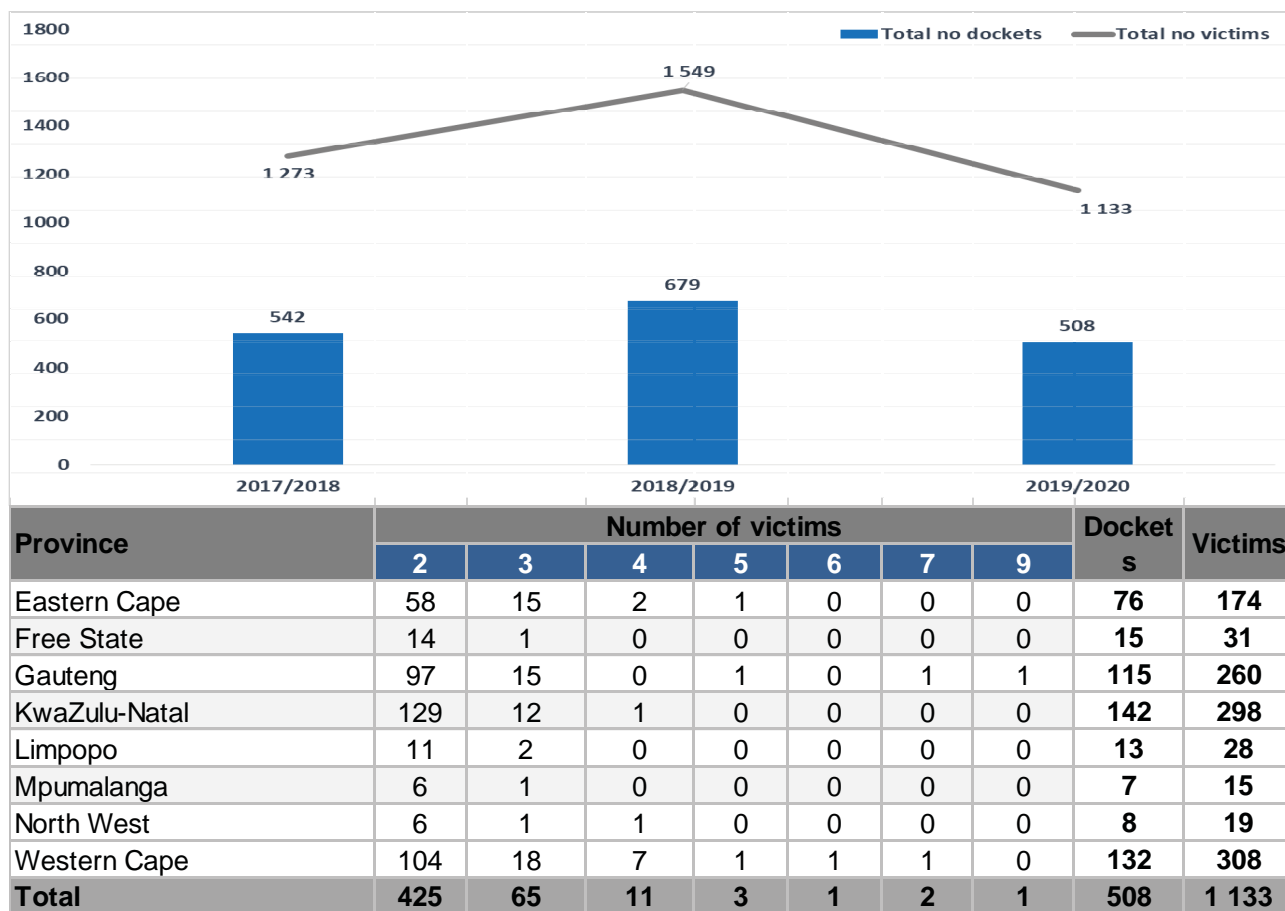 1800
Total no dockets Total no victims
1600
1 549
1400
1 273
1200
1 133
1000
800
679
600
542
508
400
200
0
2017/2018 2018/2019 2019/2020
Province Number of victims Docket s Victims
2 3 4 5 6 7 9
Eastern Cape 58 15 2 1 0 0 0 76 174
Free State 14 1 0 0 0 0 0 15 31
Gauteng 97 15 0 1 0 1 1 115 260
KwaZulu-Natal 129 12 1 0 0 0 0 142 298
Limpopo 11 2 0 0 0 0 0 13 28
Mpumalanga 6 1 0 0 0 0 0 7 15
North West 6 1 1 0 0 0 0 8 19
Western Cape 104 18 7 1 1 1 0 132 308
Total 425 65 11 3 1 2 1 508 1 133